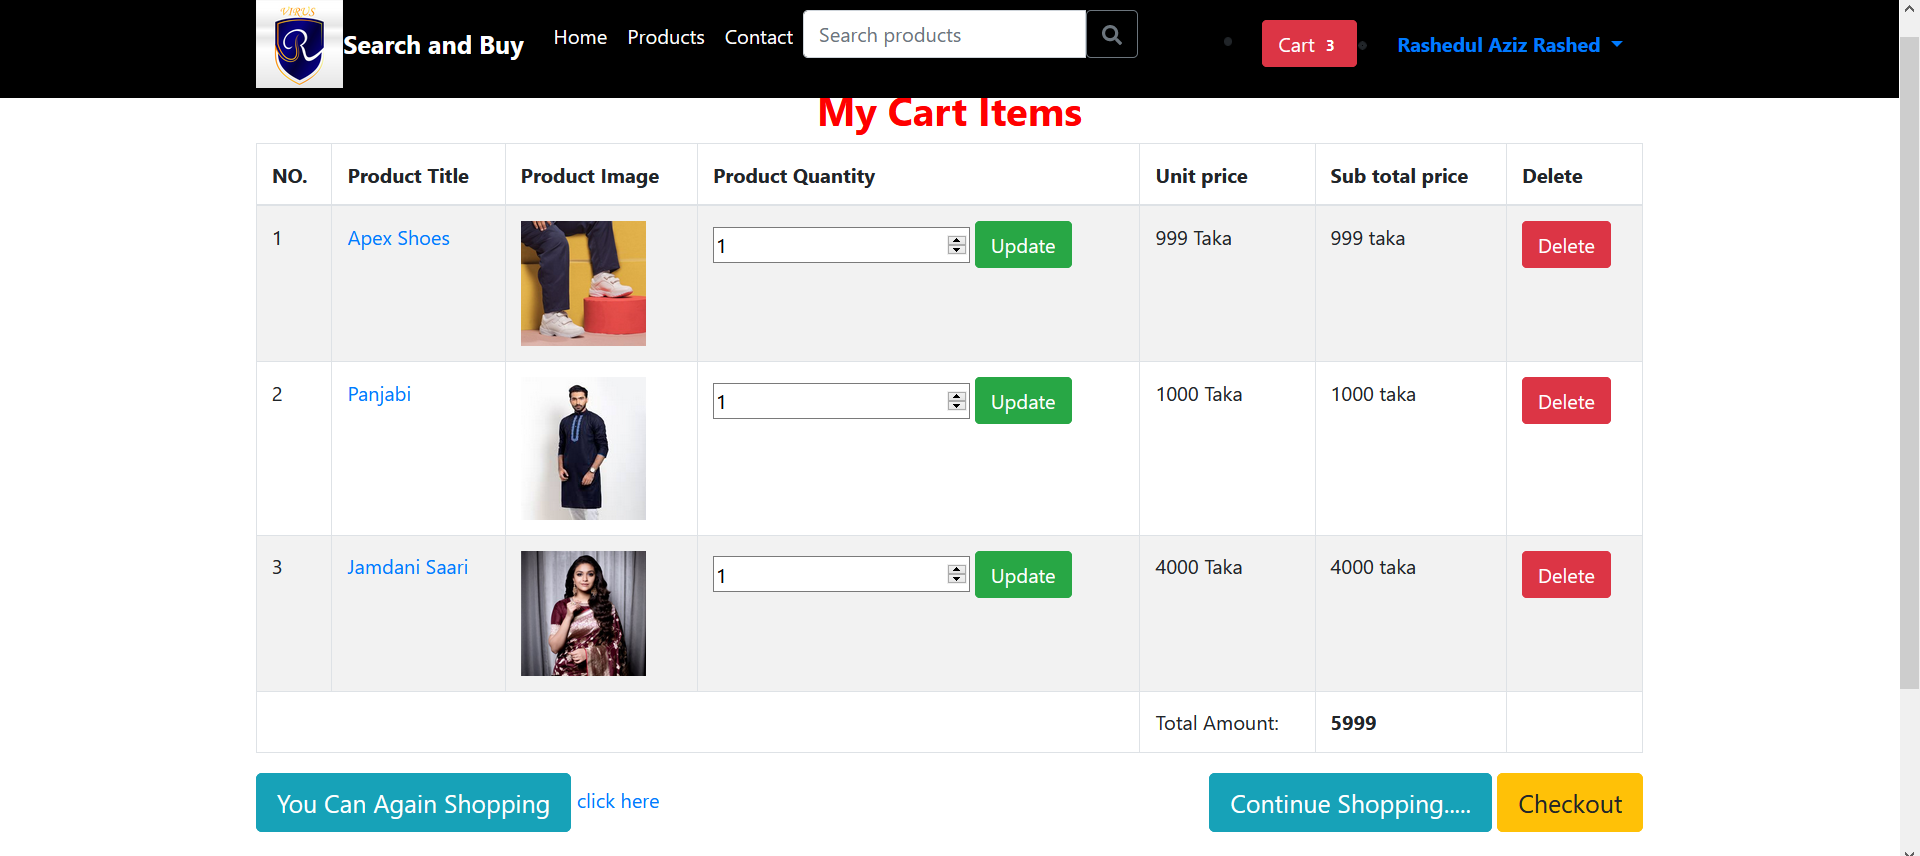 VIRUS
R
Search and Buy
Home Products Contact Search products Cart 3 Rashedul Aziz Rashed
My Cart Items
NO. Product Title Product Image Product Quantity Unit price Sub total price Delete
1 Apex Shoes 1 Update 999 Taka 999 taka Delete
2 Panjabi 1 Update 1000 Taka 1000 taka Delete
3 Jamdani Saari 1 Update 4000 Taka 4000 taka Delete
Total Amount: 5999
You Can Again Shopping click here Continue Shopping..... Checkout